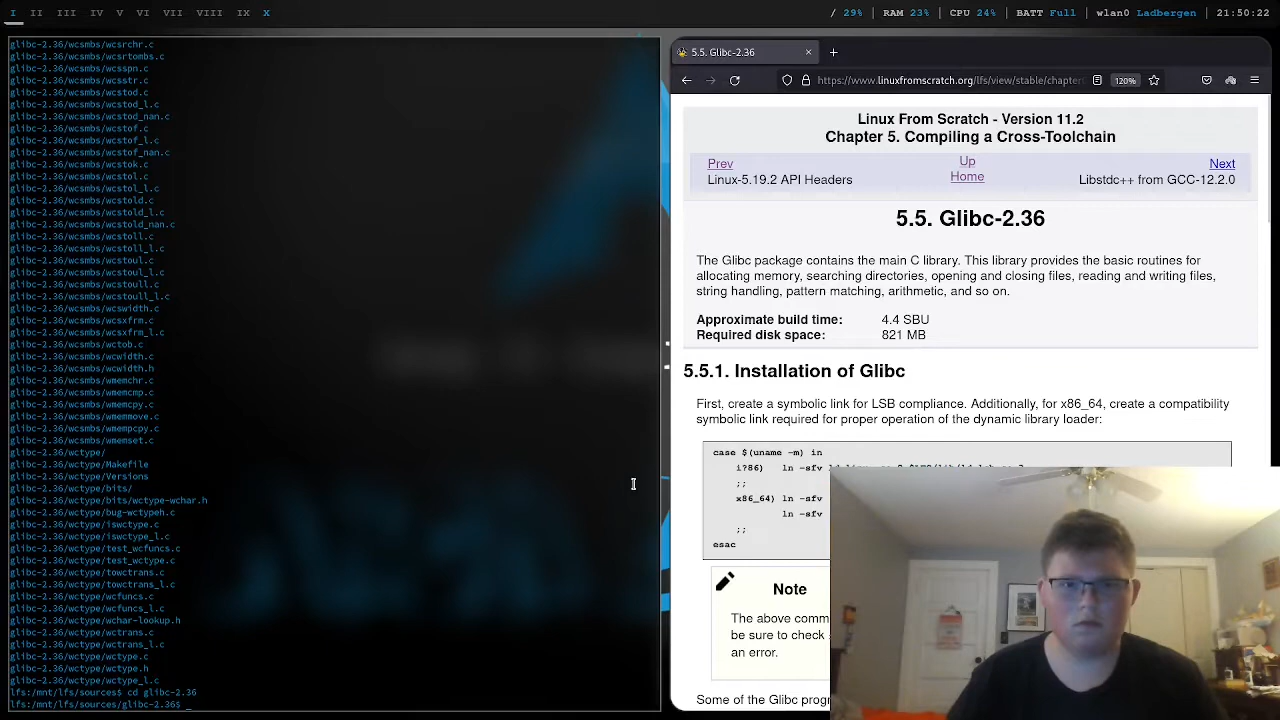 I II III IV V VI VII VIII IX X
/ 29% | RAM 23% | CPU 24% | BATT Full | wlan0 Ladbergen | 21:50:22
glibc-2.36/wcsmbs/wcsrchr.c
glibc-2.36/wcsmbs/wcsrtombs.c
glibc-2.36/wcsmbs/wcsspn.c
glibc-2.36/wcsmbs/wcsstr.c
glibc-2.36/wcsmbs/wcstod.c
glibc-2.36/wcsmbs/wcstod_l.c
glibc-2.36/wcsmbs/wcstod_nan.c
glibc-2.36/wcsmbs/wcstof.c
glibc-2.36/wcsmbs/wcstof_l.c
glibc-2.36/wcsmbs/wcstof_nan.c
glibc-2.36/wcsmbs/wcstok.c
glibc-2.36/wcsmbs/wcstol.c
glibc-2.36/wcsmbs/wcstol_l.c
glibc-2.36/wcsmbs/wcstold.c
glibc-2.36/wcsmbs/wcstold_l.c
glibc-2.36/wcsmbs/wcstold_nan.c
glibc-2.36/wcsmbs/wcstoll.c
glibc-2.36/wcsmbs/wcstoll_l.c
glibc-2.36/wcsmbs/wcstoul.c
glibc-2.36/wcsmbs/wcstoul_l.c
glibc-2.36/wcsmbs/wcstoull.c
glibc-2.36/wcsmbs/wcstoull_l.c
glibc-2.36/wcsmbs/wcswidth.c
glibc-2.36/wcsmbs/wcsxfrm.c
glibc-2.36/wcsmbs/wcsxfrm_l.c
glibc-2.36/wcsmbs/wctob.c
glibc-2.36/wcsmbs/wcwidth.c
glibc-2.36/wcsmbs/wcwidth.h
glibc-2.36/wcsmbs/wmemchr.c
glibc-2.36/wcsmbs/wmemcmp.c
glibc-2.36/wcsmbs/wmemcpy.c
glibc-2.36/wcsmbs/wmemmove.c
glibc-2.36/wcsmbs/wmempcpy.c
glibc-2.36/wcsmbs/wmemset.c
glibc-2.36/wctype/
glibc-2.36/wctype/Makefile
glibc-2.36/wctype/Versions
glibc-2.36/wctype/bits/
glibc-2.36/wctype/bits/wctype-wchar.h
glibc-2.36/wctype/bug-wctypeh.c
glibc-2.36/wctype/iswctype.c
glibc-2.36/wctype/iswctype_l.c
glibc-2.36/wctype/test_wcfuncs.c
glibc-2.36/wctype/test_wctype.c
glibc-2.36/wctype/towctrans.c
glibc-2.36/wctype/towctrans_l.c
glibc-2.36/wctype/wcfuncs.c
glibc-2.36/wctype/wcfuncs_l.c
glibc-2.36/wctype/wchar-lookup.h
glibc-2.36/wctype/wctrans.c
glibc-2.36/wctype/wctrans_l.c
glibc-2.36/wctype/wctype.c
glibc-2.36/wctype/wctype.h
glibc-2.36/wctype/wctype_l.c
lfs:/mnt/lfs/sources$ cd glibc-2.36
lfs:/mnt/lfs/sources/glibc-2.36$ _
5.5. Glibc-2.36
https://www.linuxfromscratch.org/lfs/view/stable/chapter
120%
Linux From Scratch - Version 11.2
Chapter 5. Compiling a Cross-Toolchain
Prev Up Next
Linux-5.19.2 API Headers Home Libstdc++ from GCC-12.2.0
5.5. Glibc-2.36
The Glibc package contains the main C library. This library provides the basic routines for
allocating memory, searching directories, opening and closing files, reading and writing files,
string handling, pattern matching, arithmetic, and so on.
Approximate build time: 4.4 SBU
Required disk space: 821 MB
5.5.1. Installation of Glibc
First, create a symbolic link for LSB compliance. Additionally, for x86_64, create a compatibility
symbolic link required for proper operation of the dynamic library loader:
case $(uname -m) in
i?86) ln -sfv
;;
x86_64) ln -sfv
ln -sfv
;;
esac
Note
The above comm
be sure to check
an error.
Some of the Glibc prog